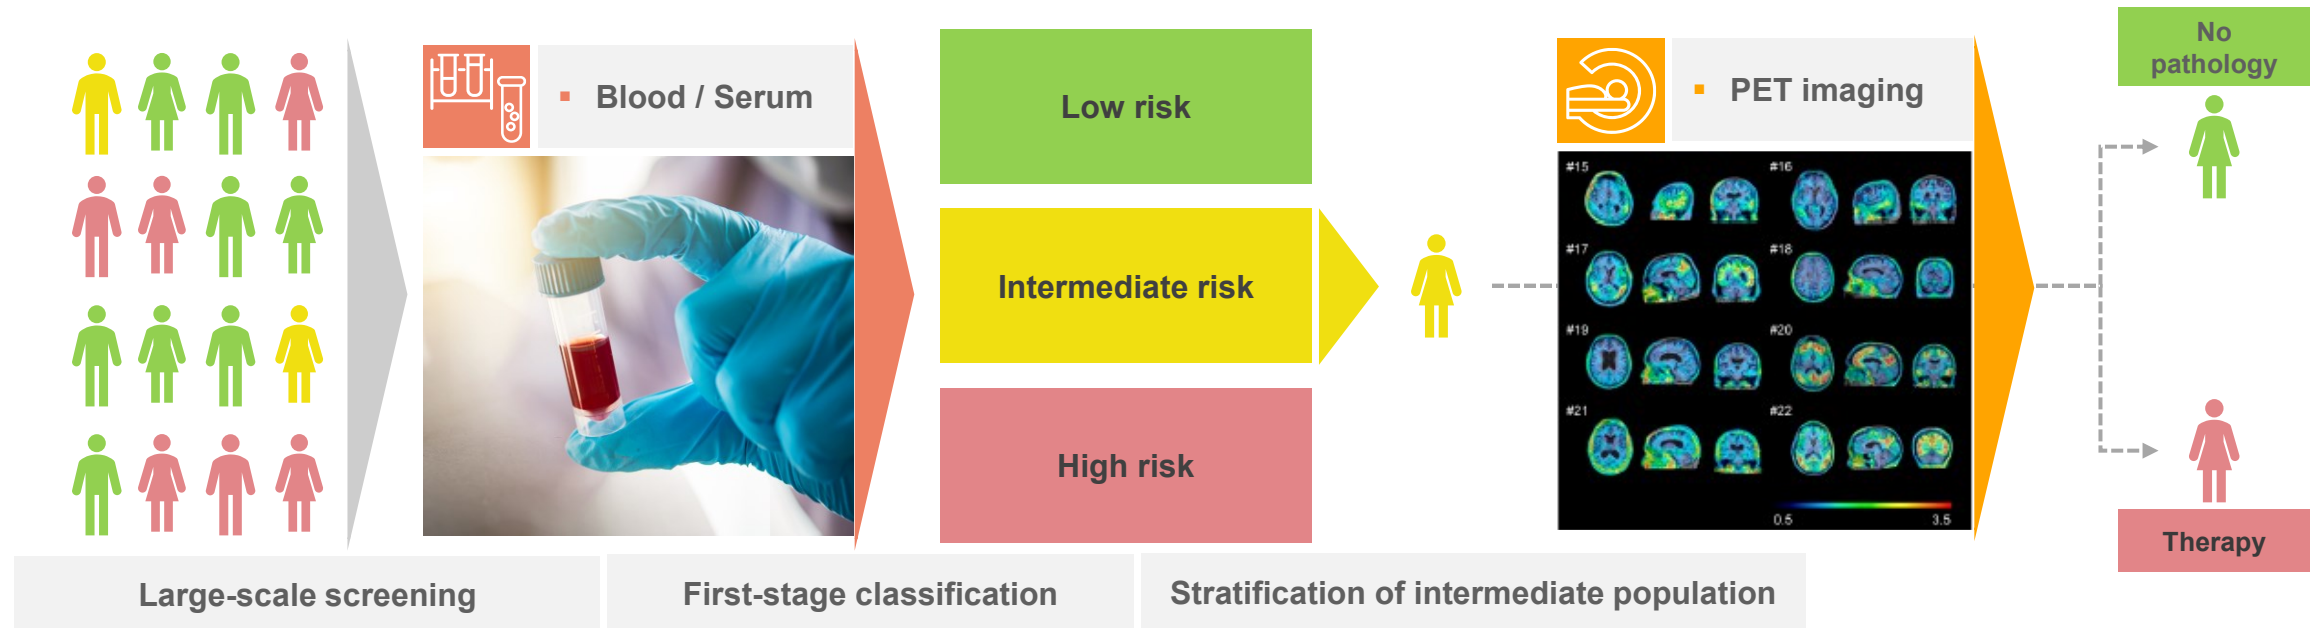 Blood / Serum
Low risk
Intermediate risk
High risk
PET imaging
#15
#16
#17
#18
#19
#20
#21
#22
0.5
3.5
No
pathology
Therapy
Large-scale screening
First-stage classification
Stratification of intermediate population